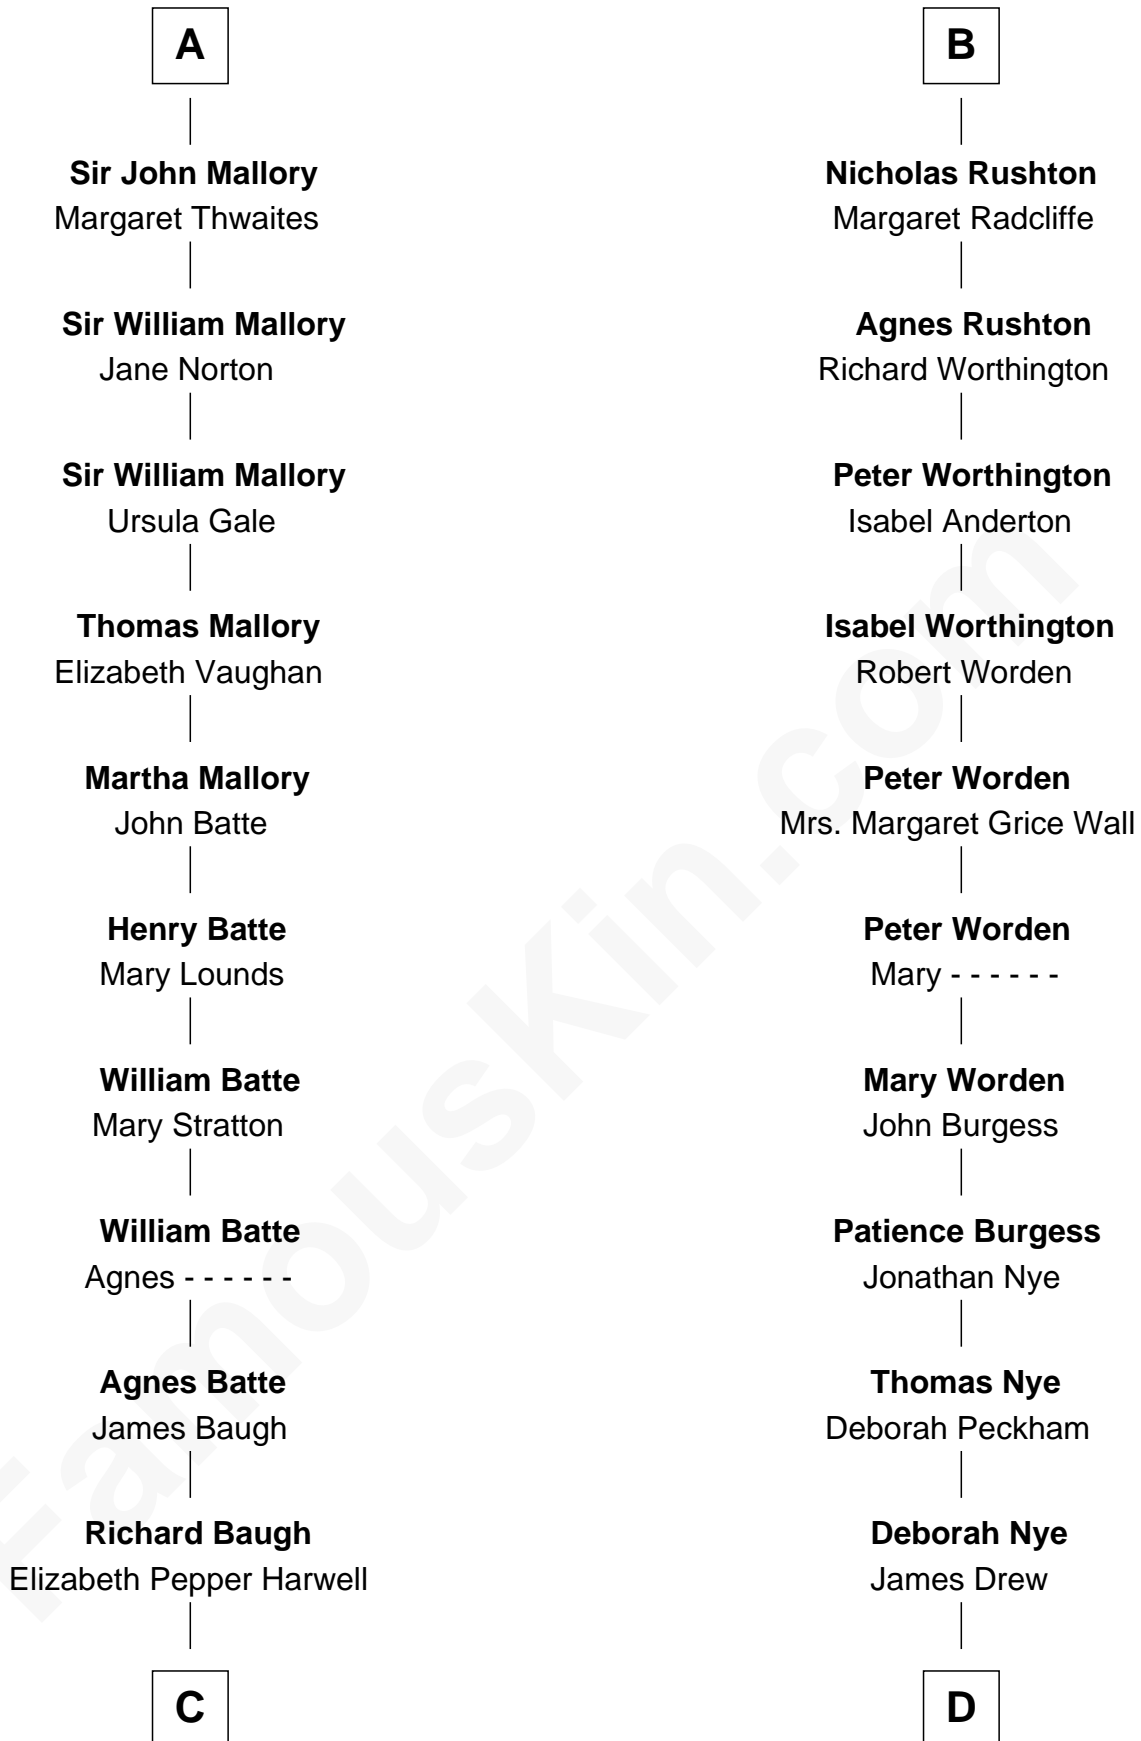 A
Sir John Mallory
Margaret Thwaites
Sir William Mallory
Jane Norton
Sir William Mallory
Ursula Gale
Thomas Mallory
Elizabeth Vaughan
Martha Mallory
John Batte
Henry Batte
Mary Lounds
William Batte
Mary Stratton
William Batte
Agnes - - - - - -
Agnes Batte
James Baugh
Richard Baugh
Elizabeth Pepper Harwell
C
B
Nicholas Rushton
Margaret Radcliffe
Agnes Rushton
Richard Worthington
Peter Worthington
Isabel Anderton
Isabel Worthington
Robert Worden
Peter Worden
Mrs. Margaret Grice Wall
Peter Worden
Mary - - - - - -
Mary Worden
John Burgess
Patience Burgess
Jonathan Nye
Thomas Nye
Deborah Peckham
Deborah Nye
James Drew
D
FamousKin.com